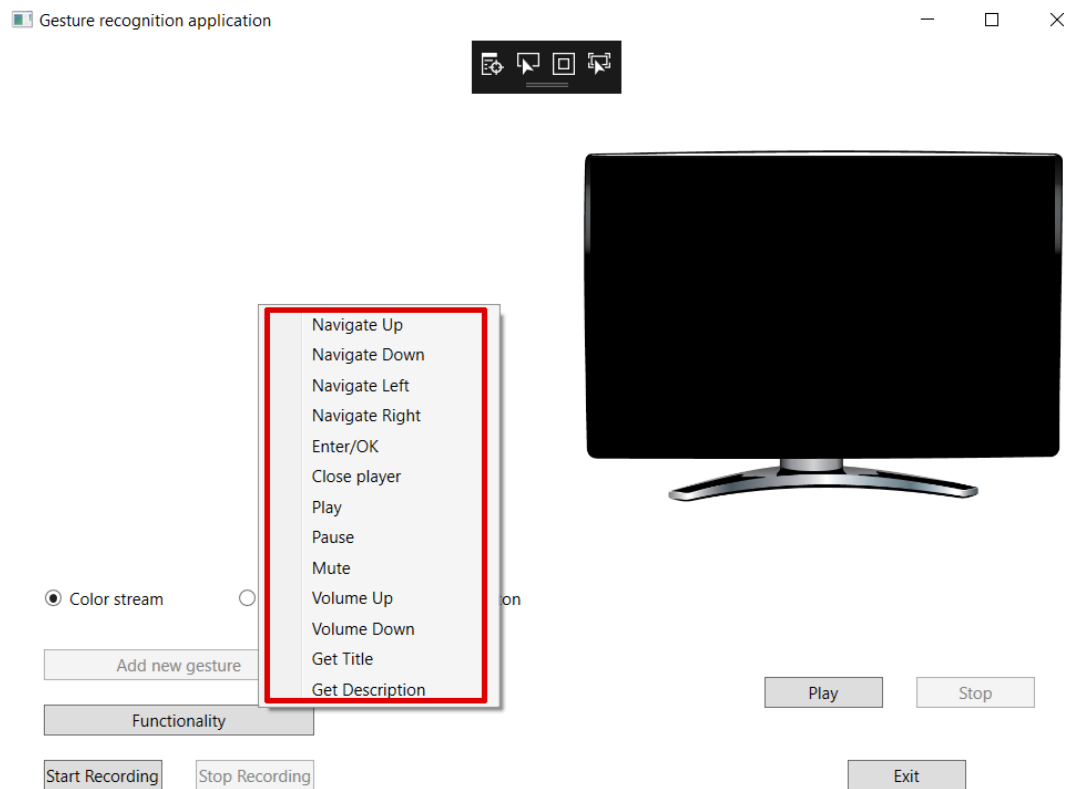 Gesture recognition application
Navigate Up
Navigate Down
Navigate Left
Navigate Right
Enter/OK
Close player
Play
Pause
Mute
Volume Up
Volume Down
Get Title
Get Description
Color stream
Add new gesture
Functionality
Start Recording Stop Recording
Play Stop
Exit